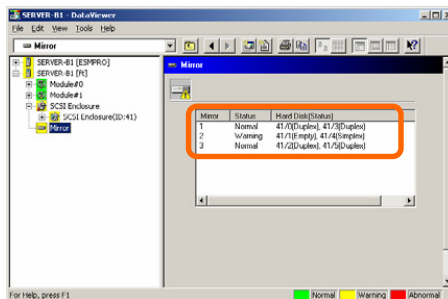 SERVER-B1 - DataViewer
File Edit View Tools Help
Mirror
SERVER-B1 [ESMPRO]
SERVER-B1 [ft]
Module#0
Module#1
SCSI Enclosure
SCSI Enclosure(ID:41)
Mirror
Mirror
Mirror Status Hard Disk(Status)
1 Normal 41/0(Duplex), 41/3(Duplex)
2 Warning 41/1(Empty), 41/4(Simplex)
3 Normal 41/2(Duplex), 41/5(Duplex)
For Help, press F1
Normal Warning Abnormal